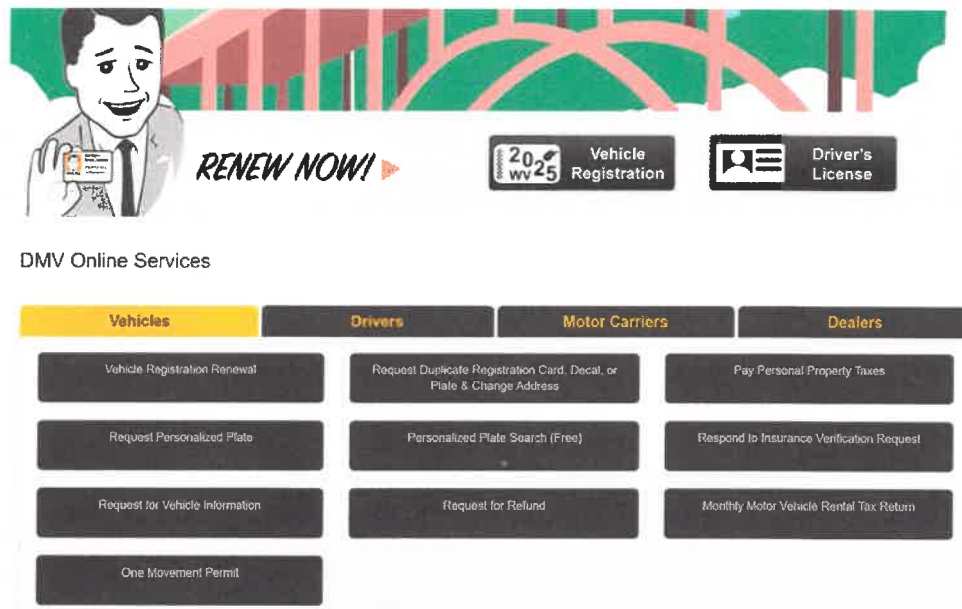 RENEW NOW!
2025
WV
Vehicle
Registration
Driver's
License
DMV Online Services
Vehicles
Drivers
Motor Carriers
Dealers
Vehicle Registration Renewal
Request Duplicate Registration Card, Decal, or
Plate & Change Address
Pay Personal Property Taxes
Request Personalized Plate
Personalized Plate Search (Free)
Respond to Insurance Verification Request
Request for Vehicle Information
Request for Refund
Monthly Motor Vehicle Rental Tax Return
One Movement Permit